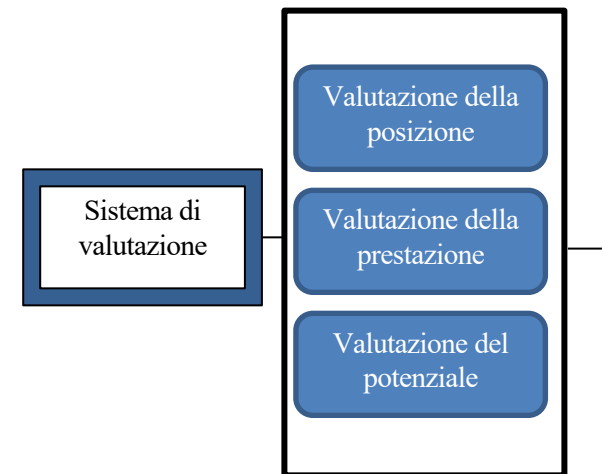 Sistema di
valutazione
Valutazione della
posizione
Valutazione della
prestazione
Valutazione del
potenziale